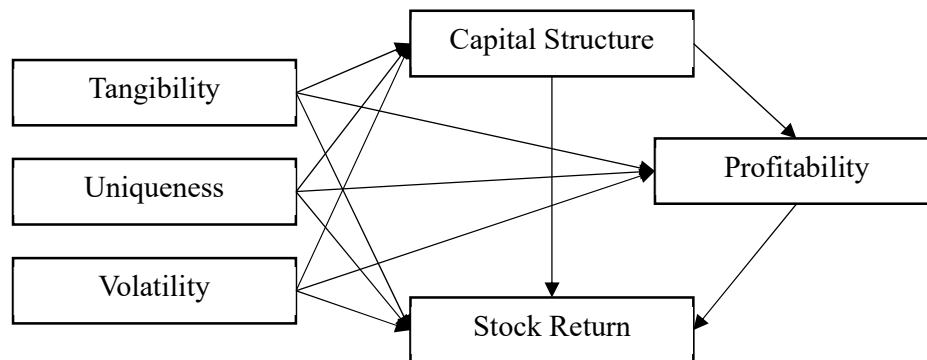 Capital Structure
Tangibility
Profitability
Uniqueness
Volatility
Stock Return